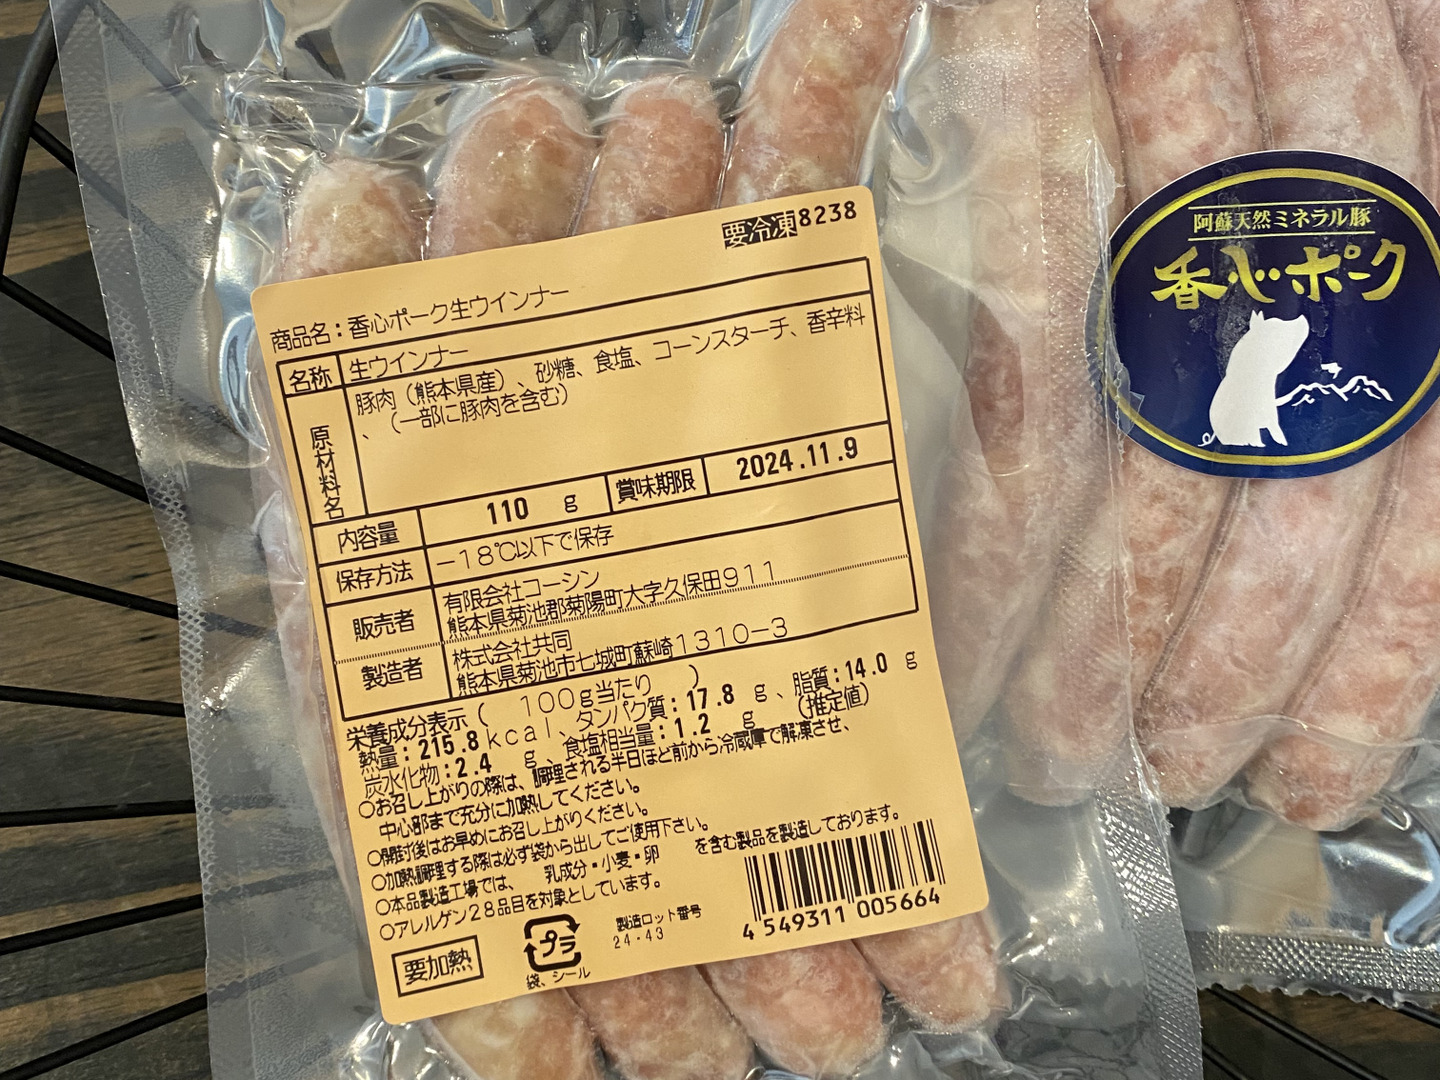 要冷凍8238
商品名:香心ポーク生ウインナー
名称 生ウインナー
原材料名 豚肉(熊本県産)、砂糖、食塩、コーンスターチ、香辛料
、(一部に豚肉を含む)
内容量 110 g 賞味期限 2024.11.9
保存方法 -18℃以下で保存
販売者 有限会社コーシン
熊本県菊池郡菊陽町大字久保田911
製造者 株式会社共同
熊本県菊池市七城町蘇崎1310-3
栄養成分表示( 100g当たり )
熱量:215.8kcal、タンパク質:17.8 g、脂質:14.0 g
炭水化物:2.4 g、食塩相当量:1.2 g (推定値)
○お召し上がりの際は、調理される半日ほど前から冷蔵庫で解凍させ、
中心部まで充分に加熱してください。
○開封後はお早めにお召し上がりください。
○加熱調理する際は必ず袋から出してご使用下さい。
○本品製造工場では、 乳成分・小麦・卵 を含む製品を製造しております。
○アレルゲン28品目を対象としています。
要加熱
プラ
袋、シール
製造ロット番号
24-43
4 549311 005664
阿蘇天然ミネラル豚
香心ポーク